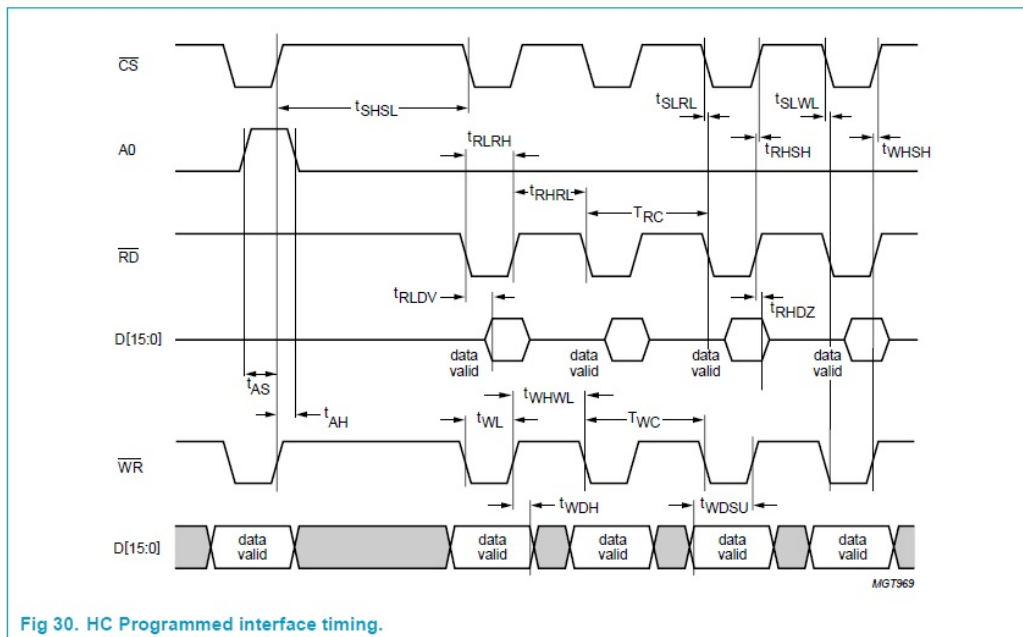 CS
tSHSL
tSLRL
tSLWL
A0
tRLRH
tRHSH
tWHSH
tRHRL
TRC
RD
tRLDV
tRHDZ
D[15:0]
data valid
data valid
data valid
data valid
tAS
tAH
tWHWL
tWL
TWC
WR
tWDH
tWDSU
D[15:0]
data valid
data valid
data valid
data valid
data valid
MGT969
Fig 30. HC Programmed interface timing.